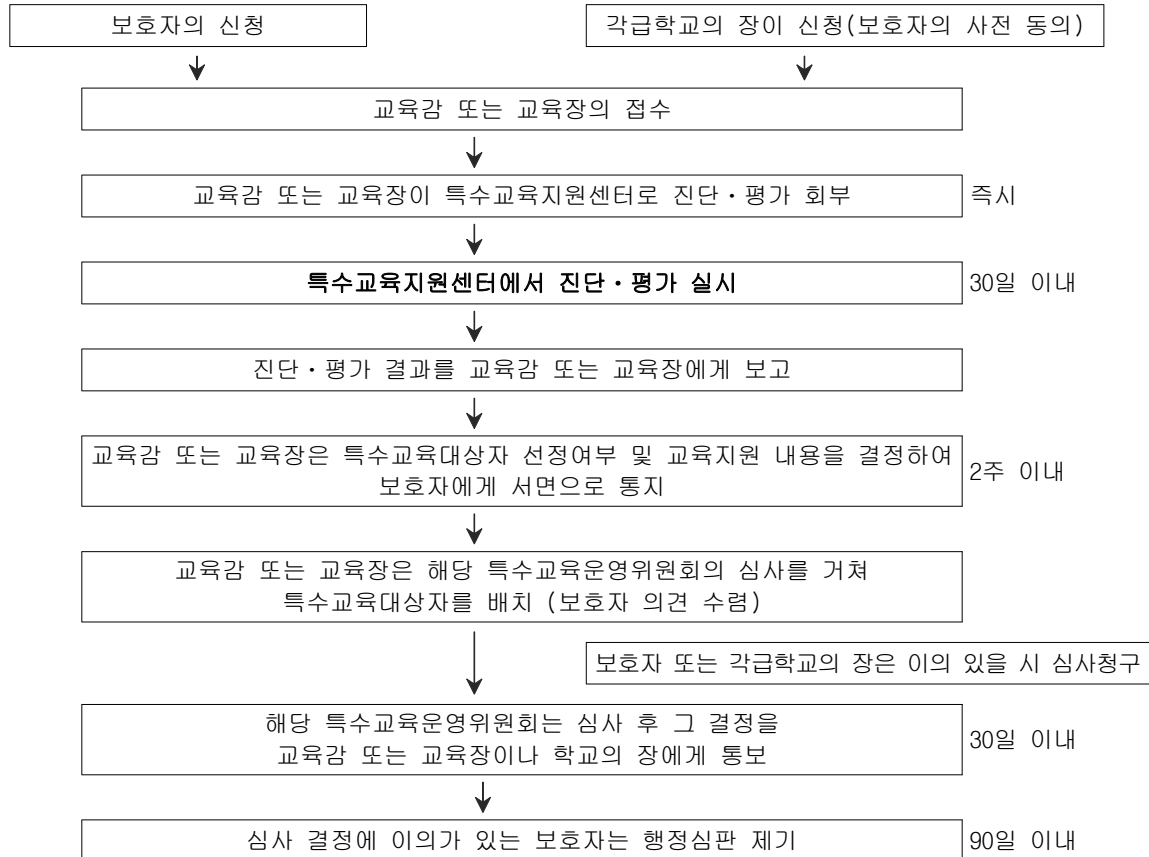 보호자의 신청
각급학교의 장이 신청(보호자의 사전 동의)
교육감 또는 교육장의 접수
교육감 또는 교육장이 특수교육지원센터로 진단・평가 회부
즉시
특수교육지원센터에서 진단・평가 실시
30일 이내
진단・평가 결과를 교육감 또는 교육장에게 보고
교육감 또는 교육장은 특수교육대상자 선정여부 및 교육지원 내용을 결정하여
보호자에게 서면으로 통지
2주 이내
교육감 또는 교육장은 해당 특수교육운영위원회의 심사를 거쳐
특수교육대상자를 배치 (보호자 의견 수렴)
보호자 또는 각급학교의 장은 이의 있을 시 심사청구
해당 특수교육운영위원회는 심사 후 그 결정을
교육감 또는 교육장이나 학교의 장에게 통보
30일 이내
심사 결정에 이의가 있는 보호자는 행정심판 제기
90일 이내